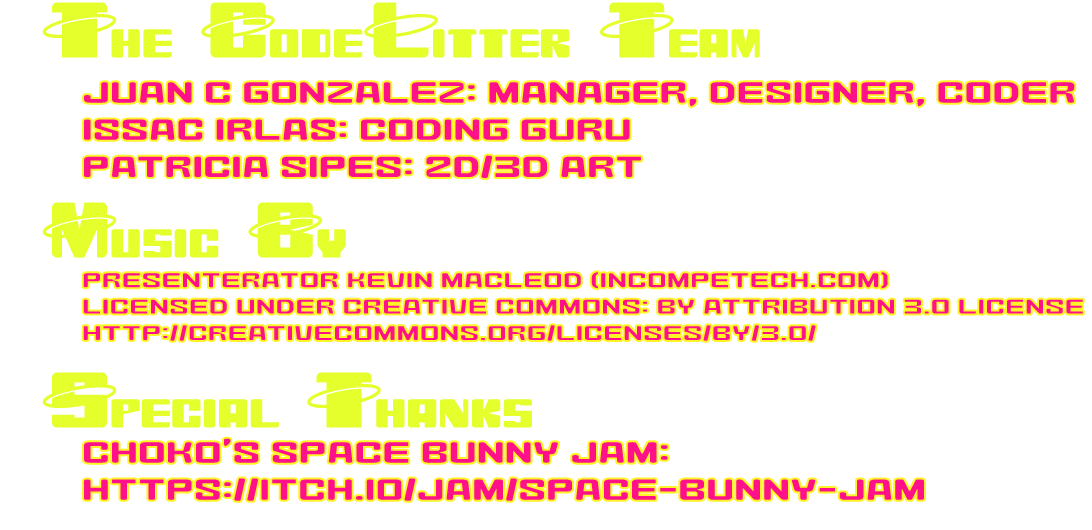 The CodeLitter Team
JUAN C GONZALEZ: MANAGER, DESIGNER, CODER
ISSAC IRLAS: CODING GURU
PATRICIA SIPES: 2D/3D ART
Music By
PRESENTERATOR KEVIN MACLEOD (INCOMPETECH.COM)
LICENSED UNDER CREATIVE COMMONS: BY ATTRIBUTION 3.0 LICENSE
HTTP://CREATIVECOMMONS.ORG/LICENSES/BY/3.0/
Special Thanks
CHOKO'S SPACE BUNNY JAM:
HTTPS://ITCH.IO/JAM/SPACE-BUNNY-JAM